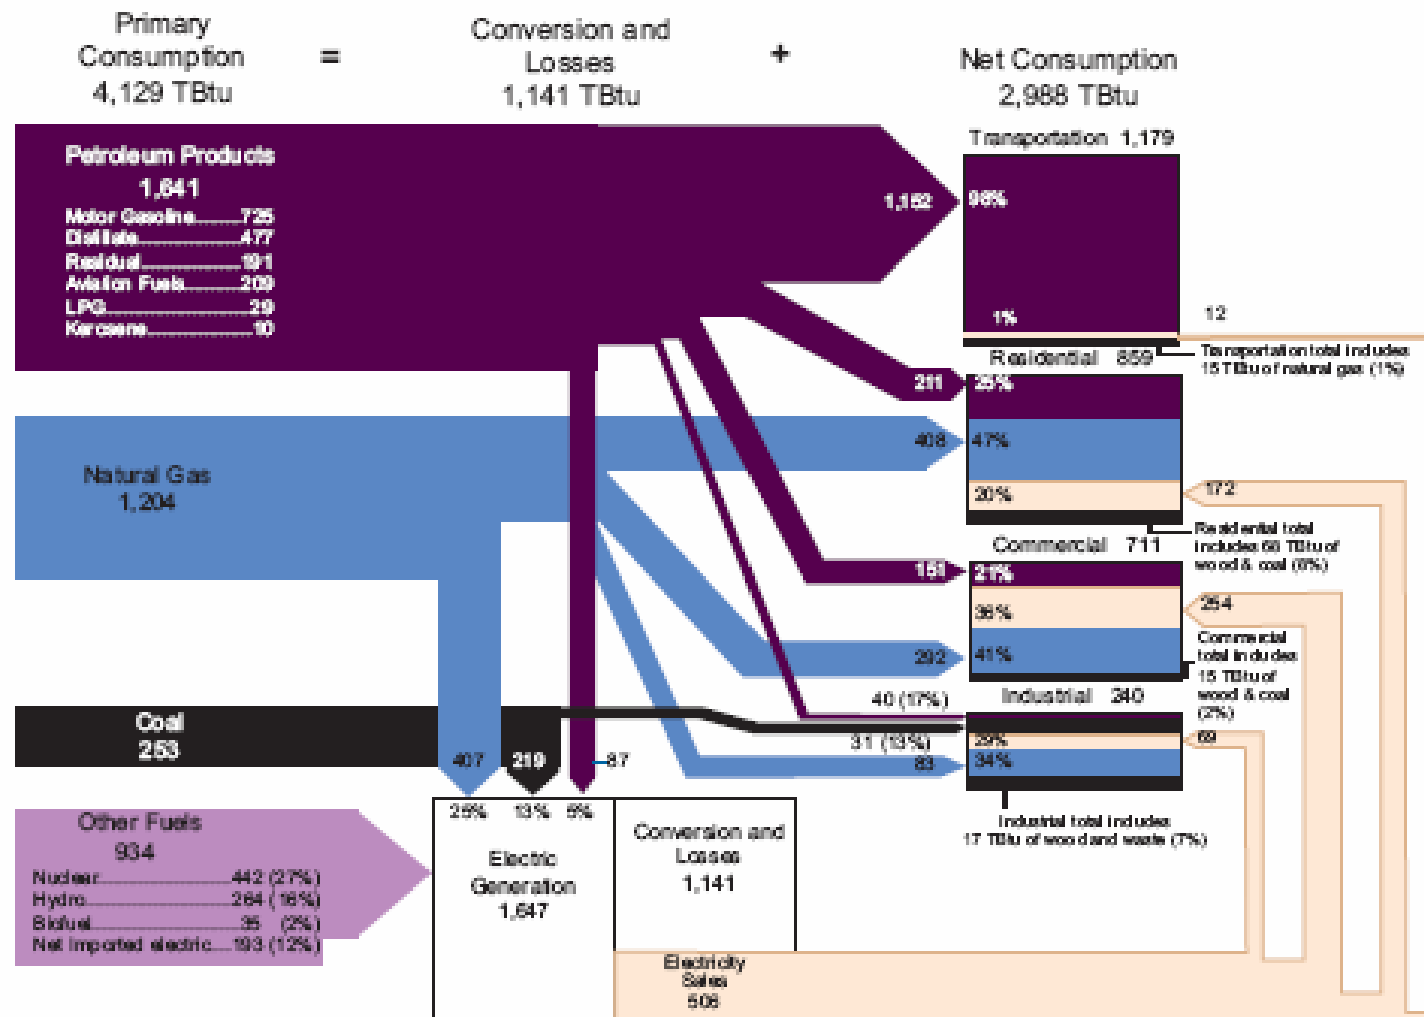 Primary
Consumption
4,129 TBtu
=
Conversion and
Losses
1,141 TBtu
+
Net Consumption
2,988 TBtu
Petroleum Products
1,641
Motor Gasoline........725
Distillate..................477
Residual.................191
Aviation Fuels..........209
LPG.........................29
Kerosene...................10
Natural Gas
1,204
Coal
253
Other Fuels
934
Nuclear.......................442 (27%)
Hydro.........................264 (16%)
Biofuel..........................35 (2%)
Net Imported electric....193 (12%)
407
219
87
25%
13%
5%
Electric
Generation
1,647
Conversion and
Losses
1,141
Electricity
Sales
506
Transportation 1,179
1,152
98%
1%
12
Transportation total includes
15 TBtu of natural gas (1%)
Residential 859
211
25%
408
47%
20%
172
Residential total
includes 68 TBtu of
wood & coal (8%)
Commercial 711
151
21%
36%
254
292
41%
Commercial
total includes
15 TBtu of
wood & coal
(2%)
Industrial 240
40 (17%)
31 (13%)
29%
69
83
34%
Industrial total includes
17 TBtu of wood and waste (7%)